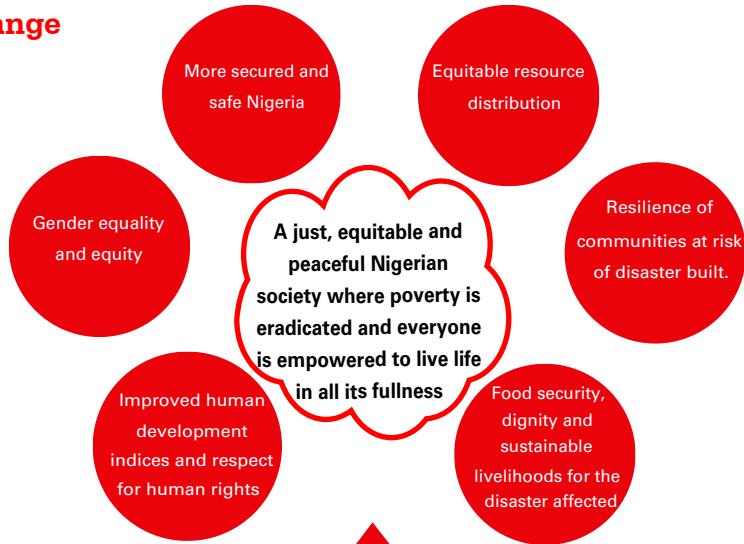 More secured and
safe Nigeria
Equitable resource
distribution
Gender equality
and equity
A just, equitable and
peaceful Nigerian
society where poverty is
eradicated and everyone
is empowered to live life
in all its fullness
Resilience of
communities at risk
of disaster built.
Improved human
development
indices and respect
for human rights
Food security,
dignity and
sustainable
livelihoods for the
disaster affected